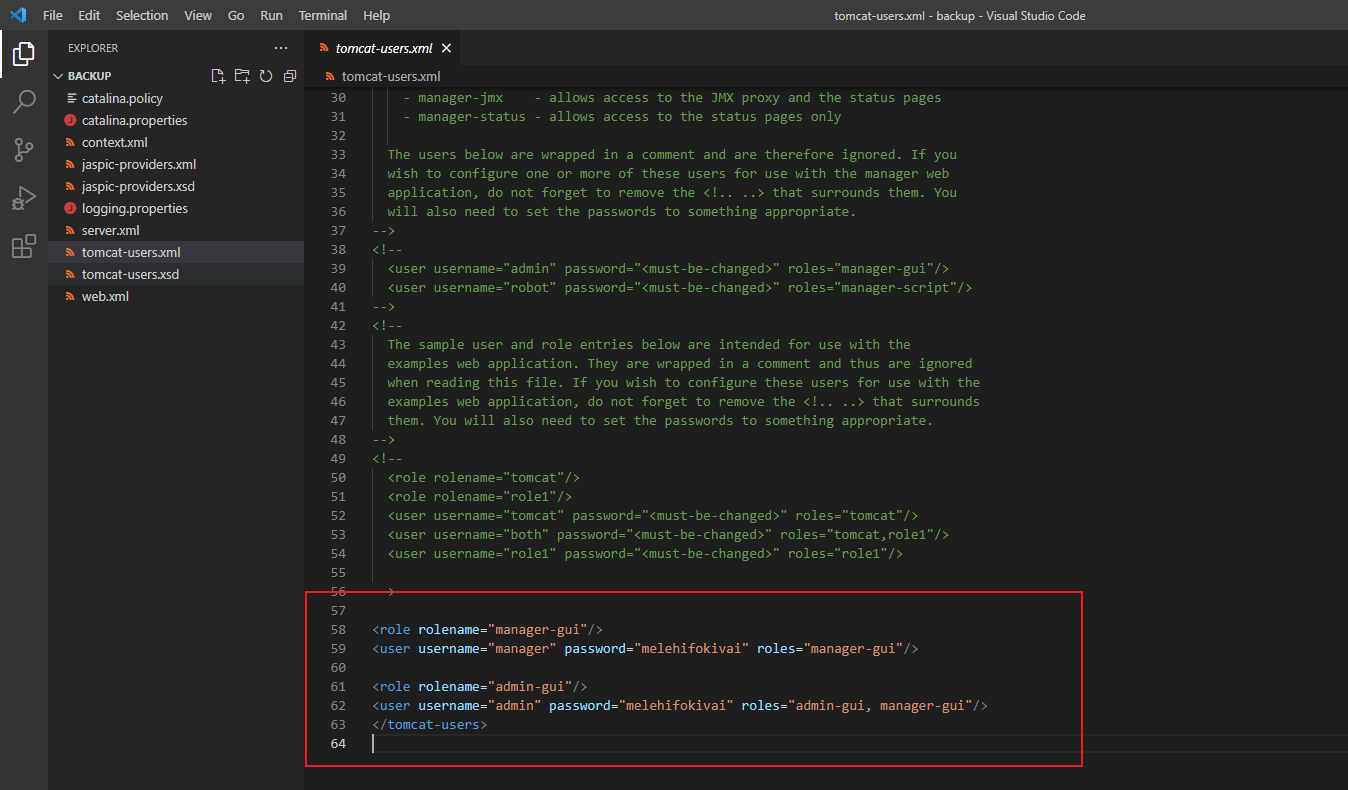 File Edit Selection View Go Run Terminal Help
tomcat-users.xml - backup - Visual Studio Code
EXPLORER
BACKUP
catalina.policy
catalina.properties
context.xml
jaspic-providers.xml
jaspic-providers.xsd
logging.properties
server.xml
tomcat-users.xml
tomcat-users.xsd
web.xml
tomcat-users.xml
tomcat-users.xml
30 - manager-jmx - allows access to the JMX proxy and the status pages
31 - manager-status - allows access to the status pages only
32
33 The users below are wrapped in a comment and are therefore ignored. If you
34 wish to configure one or more of these users for use with the manager web
35 application, do not forget to remove the <!.. ..> that surrounds them. You
36 will also need to set the passwords to something appropriate.
37 -->
38 <!--
39 <user username="admin" password="<must-be-changed>" roles="manager-gui"/>
40 <user username="robot" password="<must-be-changed>" roles="manager-script"/>
41 -->
42 <!--
43 The sample user and role entries below are intended for use with the
44 examples web application. They are wrapped in a comment and thus are ignored
45 when reading this file. If you wish to configure these users for use with the
46 examples web application, do not forget to remove the <!.. ..> that surrounds
47 them. You will also need to set the passwords to something appropriate.
48 -->
49 <!--
50 <role rolename="tomcat"/>
51 <role rolename="role1"/>
52 <user username="tomcat" password="<must-be-changed>" roles="tomcat"/>
53 <user username="both" password="<must-be-changed>" roles="tomcat,role1"/>
54 <user username="role1" password="<must-be-changed>" roles="role1"/>
55
56
57
58 <role rolename="manager-gui"/>
59 <user username="manager" password="melehifokivai" roles="manager-gui"/>
60
61 <role rolename="admin-gui"/>
62 <user username="admin" password="melehifokivai" roles="admin-gui, manager-gui"/>
63 </tomcat-users>
64